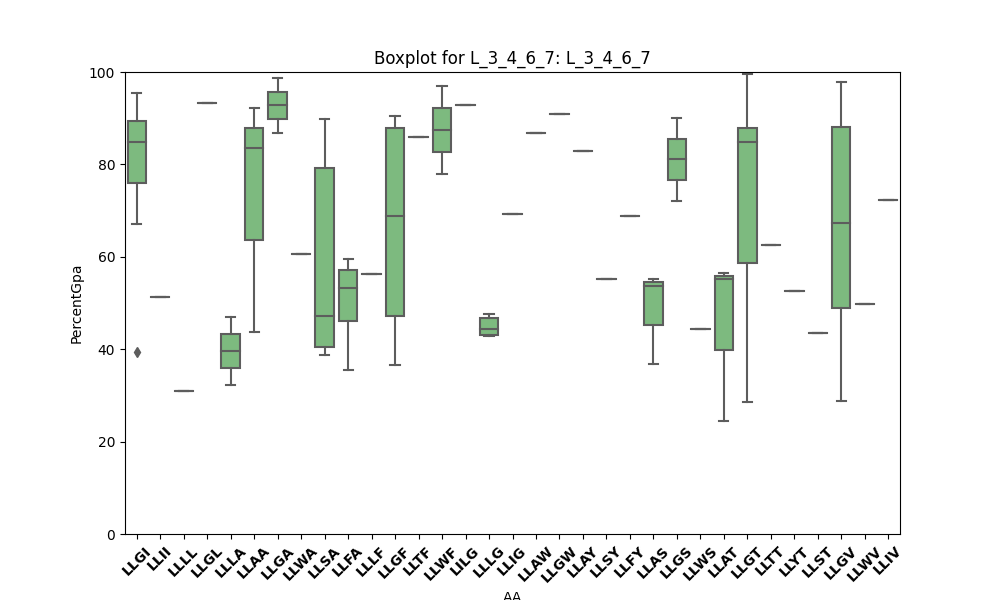 Boxplot for L_3_4_6_7: L_3_4_6_7
100
80
60
40
20
0
PercentGpa
LLGI LLII LLLL LLGL LLLA LLAA LLGA LLWA LLSA LLFA LLLF LLGF LLTF LLWF LILG LLLG LLIG LLAW LLGW LLAY LLSY LLFY LLAS LLGS LLWS LLAT LLGT LLTT LLYT LLST LLGV LLWV LLIV
AA